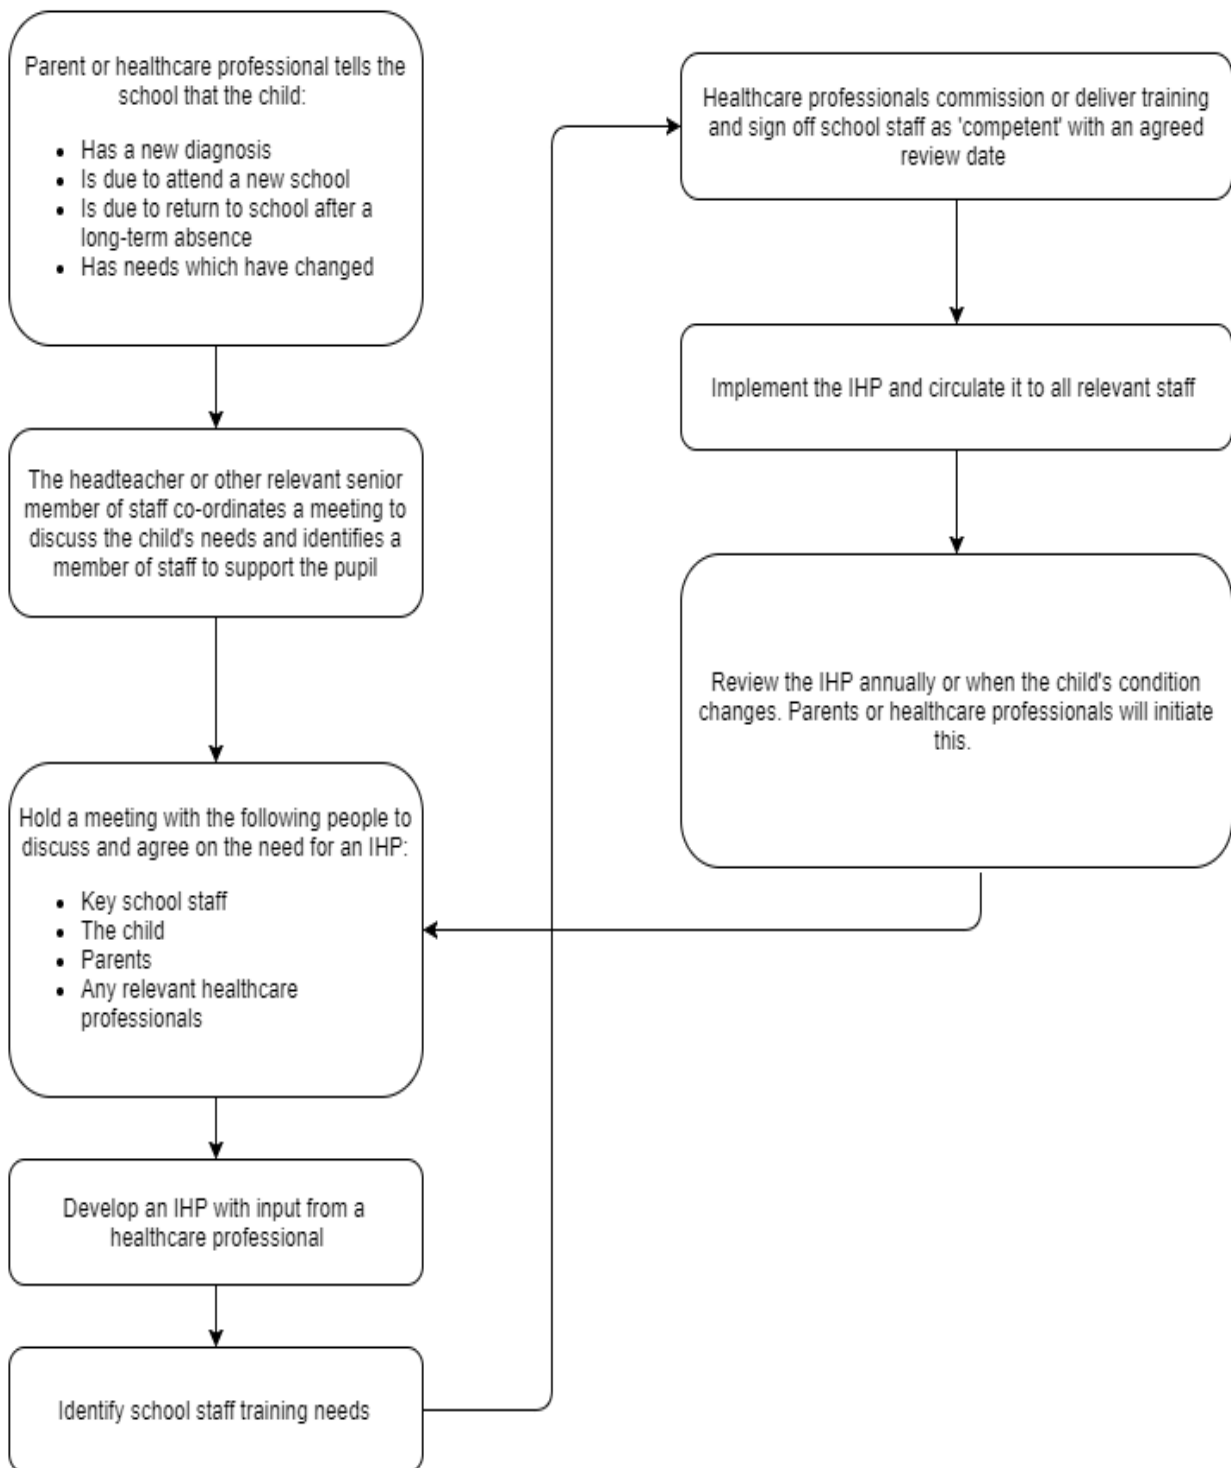 Parent or healthcare professional tells the
school that the child:
• Has a new diagnosis
• Is due to attend a new school
• Is due to return to school after a
long-term absence
• Has needs which have changed
The headteacher or other relevant senior
member of staff co-ordinates a meeting to
discuss the child's needs and identifies a
member of staff to support the pupil
Hold a meeting with the following people to
discuss and agree on the need for an IHP:
• Key school staff
• The child
• Parents
• Any relevant healthcare
professionals
Develop an IHP with input from a
healthcare professional
Identify school staff training needs
Healthcare professionals commission or deliver training
and sign off school staff as 'competent' with an agreed
review date
Implement the IHP and circulate it to all relevant staff
Review the IHP annually or when the child's condition
changes. Parents or healthcare professionals will initiate
this.